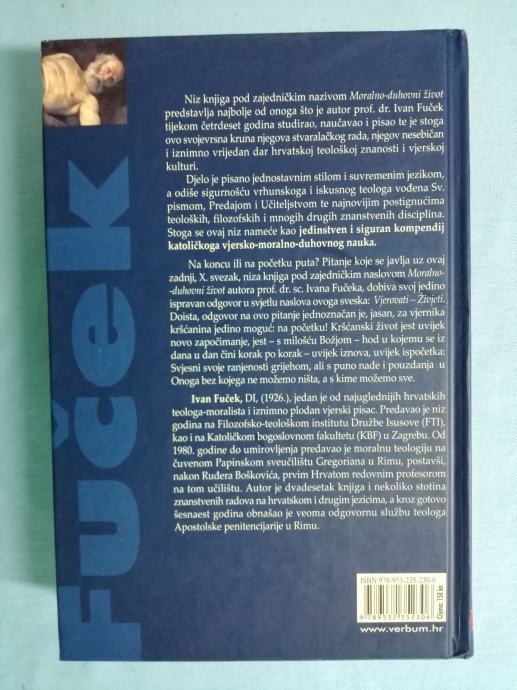 Fuček
Niz knjiga pod zajedničkim nazivom Moralno-duhovni život
predstavlja najbolje od onoga što je autor prof. dr. Ivan Fuček
tijekom četrdeset godina studirao, naučavao i pisao te je stoga
ovo svojevrsna kruna njegova stvaralačkog rada, njegov nesebičan
i iznimno vrijedan dar hrvatskoj teološkoj znanosti i vjerskoj
kulturi.
Djelo je pisano jednostavnim stilom i suvremenim jezikom,
a odiše sigurnošću vrhunskoga i iskusnog teologa vođena Sv.
pismom, Predajom i Učiteljstvom te najnovijim postignućima
teoloških, filozofskih i mnogih drugih znanstvenih disciplina.
Stoga se ovaj niz nameće kao jedinstven i siguran kompendij
katoličkoga vjersko-moralno-duhovnog nauka.
Na koncu ili na početku puta? Pitanje koje se javlja uz ovaj
zadnji, X. svezak, niza knjiga pod zajedničkim naslovom Moralno-
-duhovni život autora prof. dr. sc. Ivana Fučeka, dobiva svoj jedino
ispravan odgovor u svjetlu naslova ovoga sveska: Vjerovati – Živjeti.
Doista, odgovor na ovo pitanje jednoznačan je, jasan, za vjernika
kršćanina jedino moguć: na početku! Kršćanski život jest uvijek
novo započimanje, jest – s milošću Božjom – hod u kojemu se iz
dana u dan čini korak po korak – uvijek iznova, uvijek ispočetka:
Svjesni svoje ranjenosti grijehom, ali s puno nade i pouzdanja u
Onoga bez kojega ne možemo ništa, a s kime možemo sve.
Ivan Fuček, DI, (1926.), jedan je od najuglednijih hrvatskih
teologa-moralista i iznimno plodan vjerski pisac. Predavao je niz
godina na Filozofsko-teološkom institutu Družbe Isusove (FTI),
kao i na Katoličkom bogoslovnom fakultetu (KBF) u Zagrebu. Od
1980. godine do umirovljenja predavao je moralnu teologiju na
čuvenom Papinskom sveučilištu Gregoriana u Rimu, postavši,
nakon Ruđera Boškovića, prvim Hrvatom redovnim profesorom
na tom učilištu. Autor je dvadesetak knjiga i nekoliko stotina
znanstvenih radova na hrvatskom i drugim jezicima, a kroz gotovo
šesnaest godina obnašao je veoma odgovornu službu teologa
Apostolske penitencijarije u Rimu.
ISBN 978-953-235-230-6
9 789532 352306
Cijena: 150 kn
www.verbum.hr